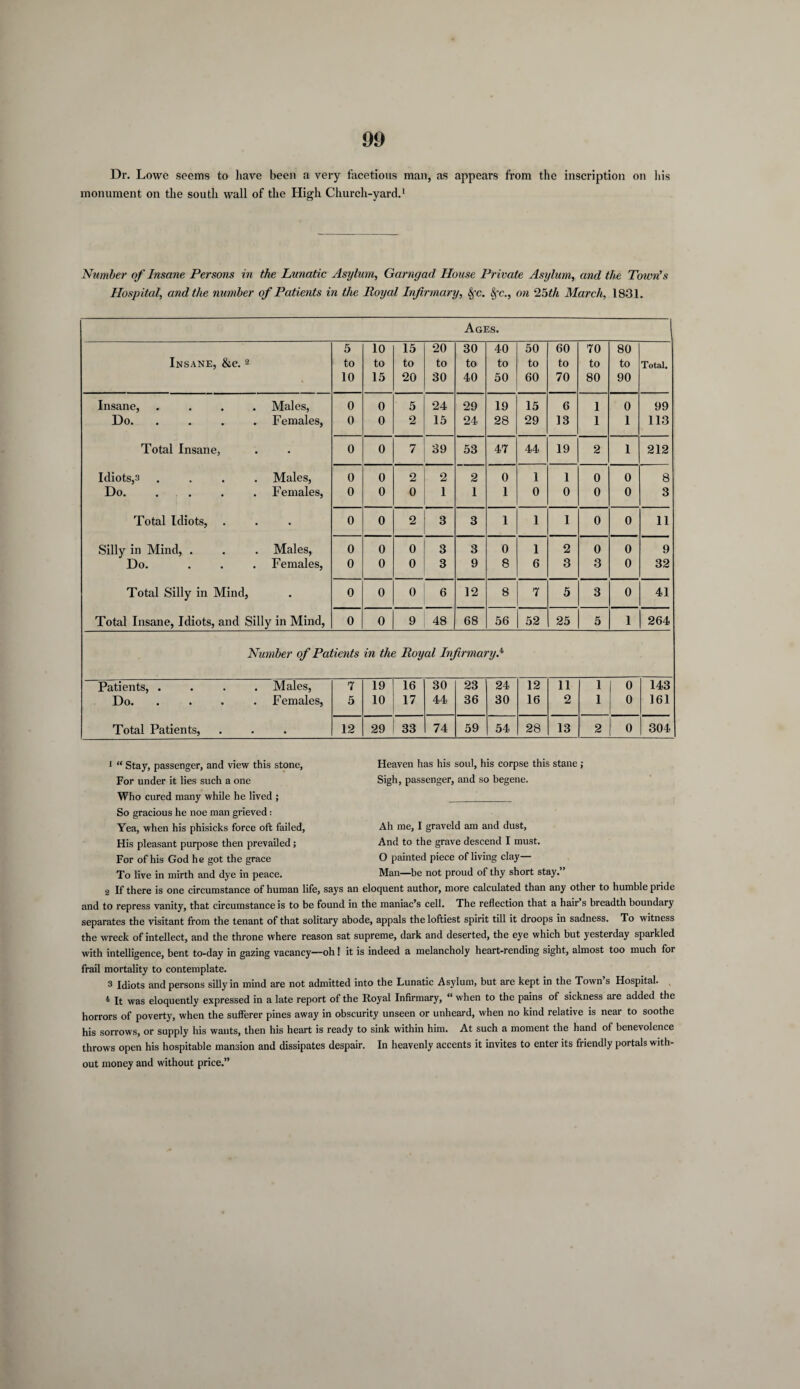 99
Dr. Lowe seems to have been a very facetious man, as appears from the inscription on his
monument on the south wall of the High Church-yard.¹
Number of Insane Persons in the Lunatic Asylum, Garngad House Private Asylum, and the Town's
Hospital, and the number of Patients in the Royal Infirmary, &c. &c., on 25th March, 1831.
Ages.
Insane, &c. ² 5 to 10 10 to 15 15 to 20 20 to 30 30 to 40 40 to 50 50 to 60 60 to 70 70 to 80 80 to 90 Total.
Insane, . . . . Males, 0 0 5 24 29 19 15 6 1 0 99
Do. . . . . Females, 0 0 2 15 24 28 29 13 1 1 113
Total Insane, . . 0 0 7 39 53 47 44 19 2 1 212
Idiots,³ . . . . Males, 0 0 2 2 2 0 1 1 0 0 8
Do. . . . . Females, 0 0 0 1 1 1 0 0 0 0 3
Total Idiots, . . . 0 0 2 3 3 1 1 1 0 0 11
Silly in Mind, . . . Males, 0 0 0 3 3 0 1 2 0 0 9
Do. . . . Females, 0 0 0 3 9 8 6 3 3 0 32
Total Silly in Mind, . 0 0 0 6 12 8 7 5 3 0 41
Total Insane, Idiots, and Silly in Mind, 0 0 9 48 68 56 52 25 5 1 264
Number of Patients in the Royal Infirmary.⁴
Patients, . . . . Males, 7 19 16 30 23 24 12 11 1 0 143
Do. . . . . Females, 5 10 17 44 36 30 16 2 1 0 161
Total Patients, . . . 12 29 33 74 59 54 28 13 2 0 304
¹ “ Stay, passenger, and view this stone,
For under it lies such a one
Who cured many while he lived ;
So gracious he noe man grieved :
Yea, when his phisicks force oft failed,
His pleasant purpose then prevailed ;
For of his God he got the grace
To live in mirth and dye in peace.
Heaven has his soul, his corpse this stane ;
Sigh, passenger, and so begene.
Ah me, I graveld am and dust,
And to the grave descend I must.
O painted piece of living clay—
Man—be not proud of thy short stay.”
² If there is one circumstance of human life, says an eloquent author, more calculated than any other to humble pride
and to repress vanity, that circumstance is to be found in the maniac's cell. The reflection that a hair's breadth boundary
separates the visitant from the tenant of that solitary abode, appals the loftiest spirit till it droops in sadness. To witness
the wreck of intellect, and the throne where reason sat supreme, dark and deserted, the eye which but yesterday sparkled
with intelligence, bent to-day in gazing vacancy—oh! it is indeed a melancholy heart-rending sight, almost too much for
frail mortality to contemplate.
³ Idiots and persons silly in mind are not admitted into the Lunatic Asylum, but are kept in the Town's Hospital.
⁴ It was eloquently expressed in a late report of the Royal Infirmary, “ when to the pains of sickness are added the
horrors of poverty, when the sufferer pines away in obscurity unseen or unheard, when no kind relative is near to soothe
his sorrows, or supply his wants, then his heart is ready to sink within him. At such a moment the hand of benevolence
throws open his hospitable mansion and dissipates despair. In heavenly accents it invites to enter its friendly portals with-
out money and without price.”